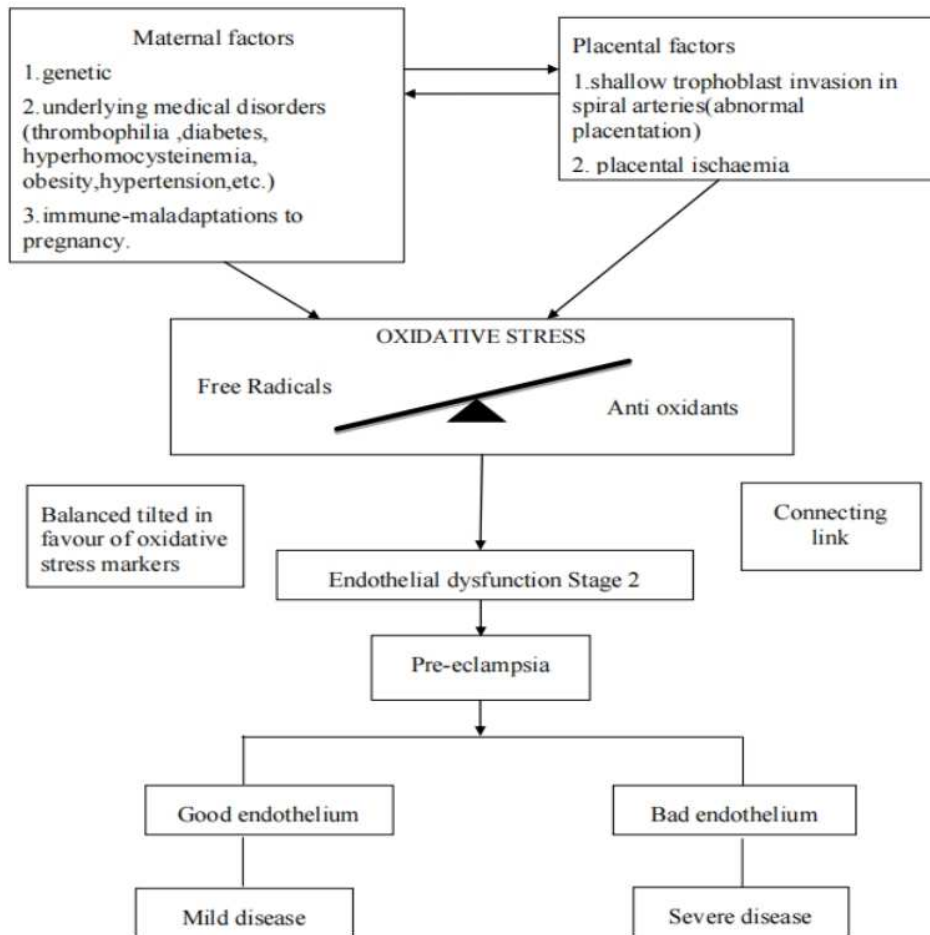 Maternal factors
1.genetic
2.underlying medical disorders
(thrombophilia ,diabetes,
hyperhomocysteinemia,
obesity,hypertension,etc.)
3.immune-maladaptations to
pregnancy.
Placental factors
1.shallow trophoblast invasion in
spiral arteries(abnormal
placentation)
2. placental ischaemia
OXIDATIVE STRESS
Free Radicals
Anti oxidants
Balanced tilted in
favour of oxidative
stress markers
Connecting
link
Endothelial dysfunction Stage 2
Pre-eclampsia
Good endothelium
Bad endothelium
Mild disease
Severe disease